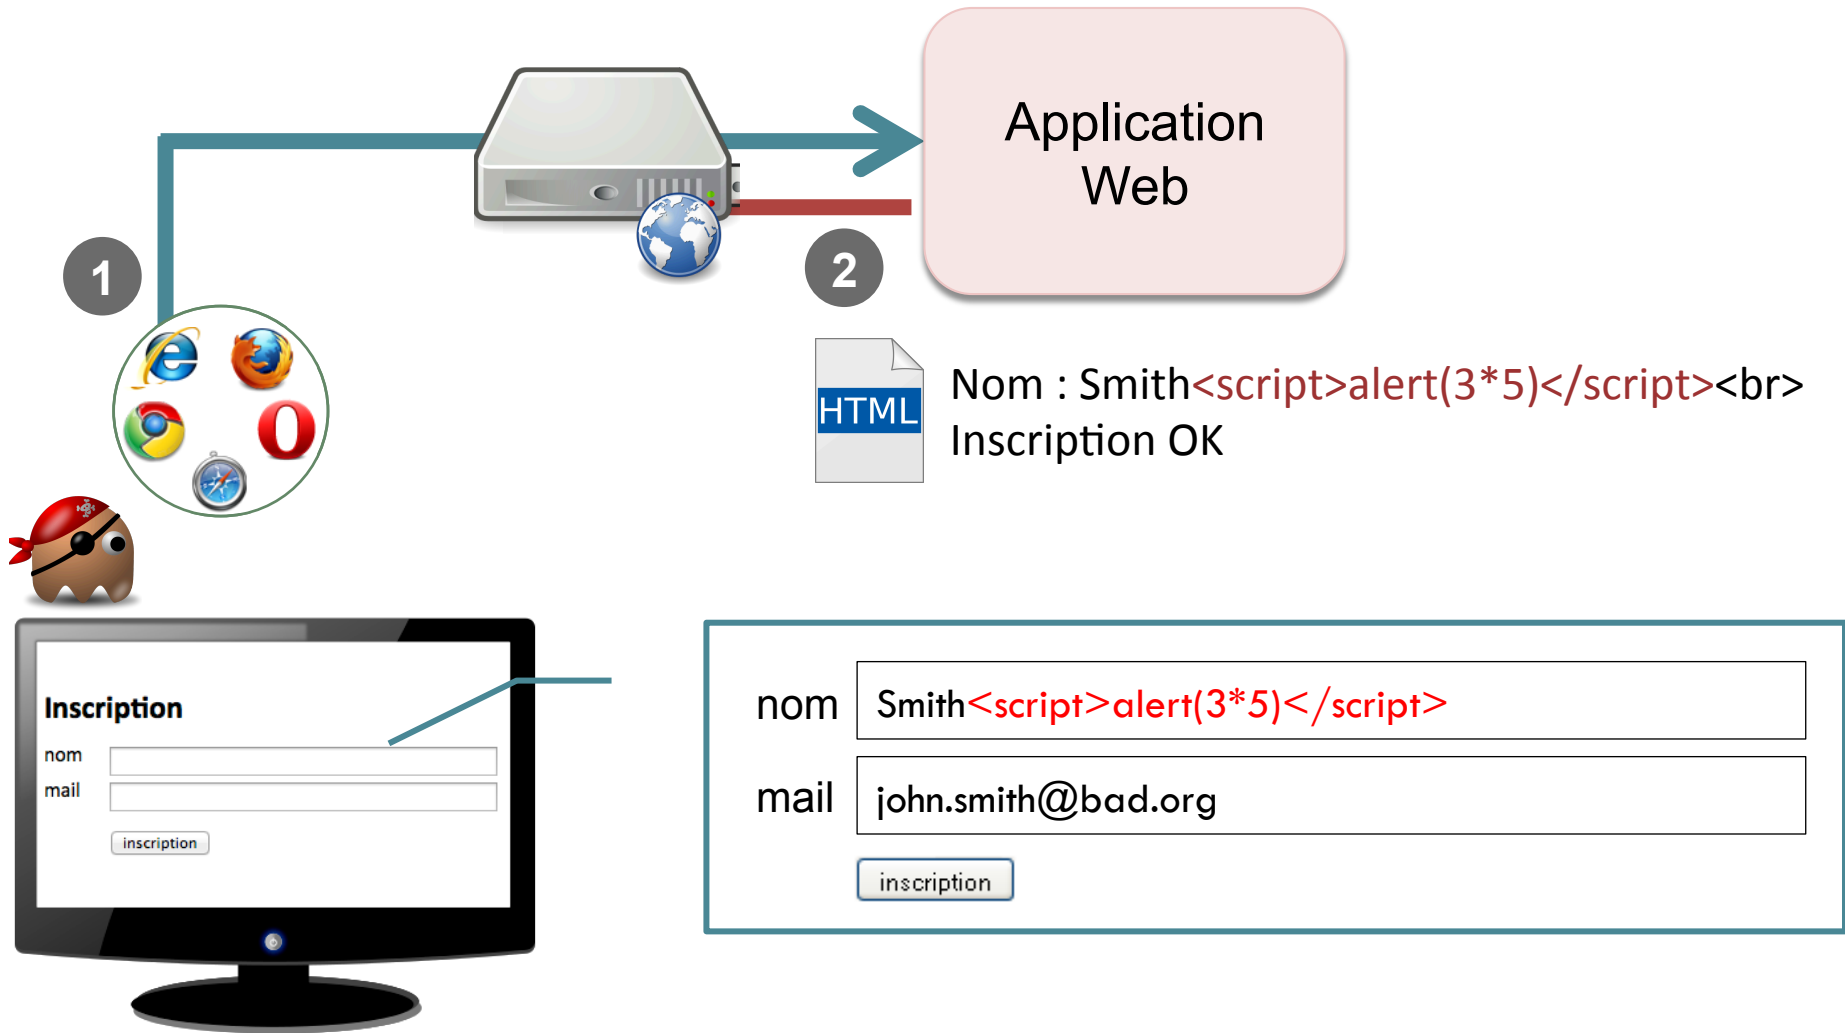 Application
Web
1
2
HTML
Nom : Smith<script>alert(3*5)</script><br>
Inscription OK
Inscription
nom
mail
inscription
nom
Smith<script>alert(3*5)</script>
mail
john.smith@bad.org
inscription